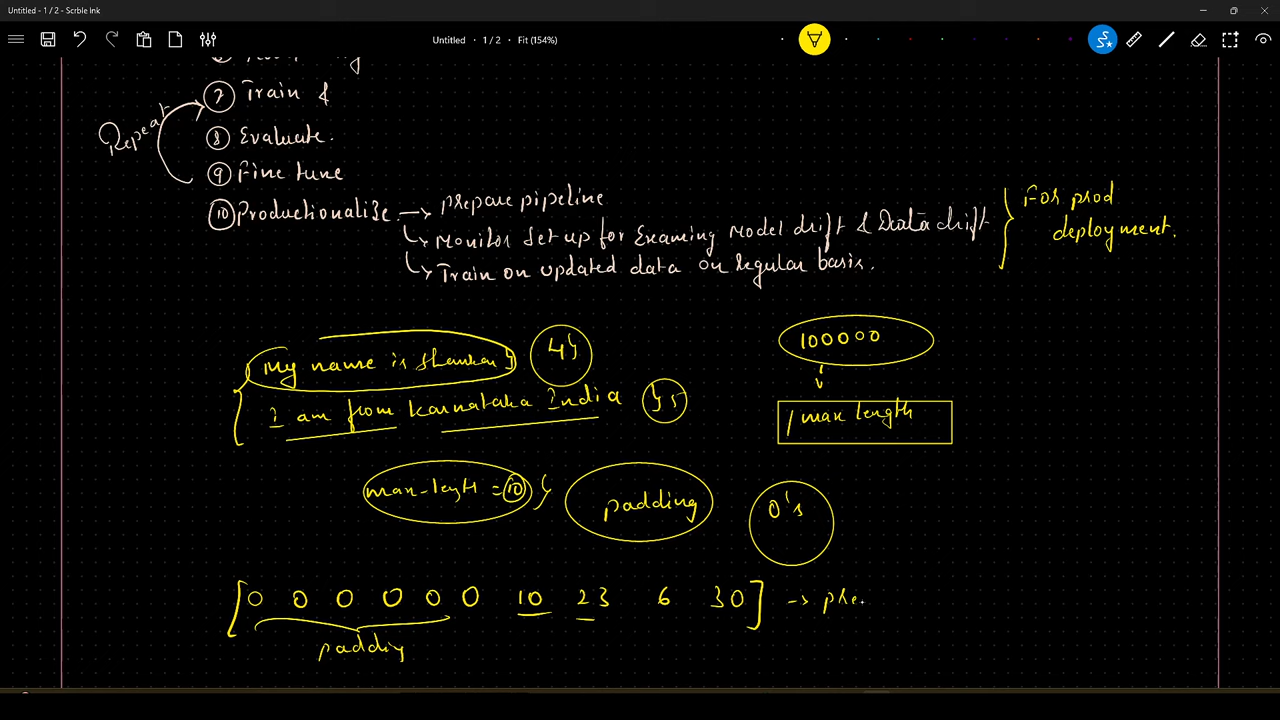 Untitled - 1 / 2 - Scrble Ink
Untitled • 1 / 2 • Fit (154%)
7 Train &
8 Evaluate.
9 Fine tune
Repeat
10 Productionalize. → prepare pipeline
→ Monitor Set up for Examing Model drift & Data drift
→ Train on updated data on Regular basis.
For prod
deployment.
My name is Shankar } 4
I am from Karnataka India } 5
100000
max length
max-legth = 10 }
padding
0's
[0 0 0 0 0 0 10 23 6 30] → pre.
paddig